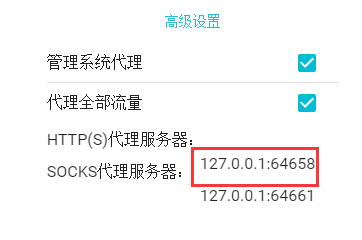 高级设置
管理系统代理
代理全部流量
HTTP(S)代理服务器：
127.0.0.1:64658
SOCKS代理服务器：
127.0.0.1:64661